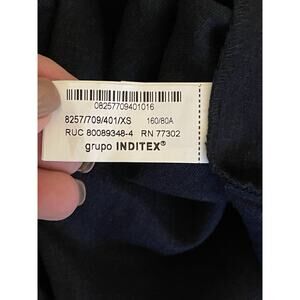 08257709401016
8257/709/401/XS 160/80A
RUC 80089348-4 RN 77302
grupo INDITEX®